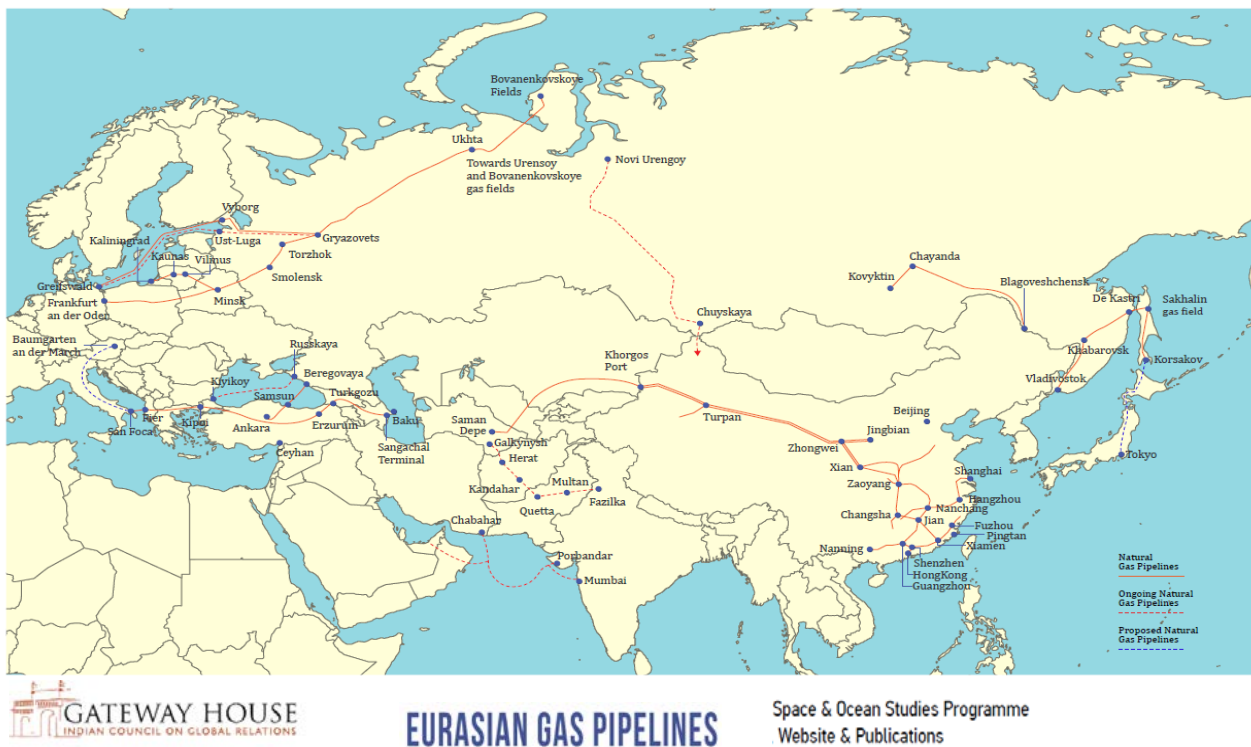 Bovanenkovskoye
Fields
Ukhta
Towards Urensoy
and Bovanenkovskoye
gas fields
Novi Urengoy
Vyborg
Ust-Luga
Gryazovets
Kaliningrad
Kaunas
Vilinus
Torzhok
Smolensk
Greifswald
Minsk
Frankfurt
an der Oder
Chayanda
Kovyktin
Blagoveshchensk
De Kastri
Sakhalin
gas field
Baumgarten
an der March
Russkaya
Chuyskaya
Khabarovsk
Korsakov
Beregovaya
Khorgos
Port
Vladivostok
Kiyikoy
Samsun
Turkgozu
Fier
Kipoi
San Foca
Ankara
Erzurum
Baku
Saman
Depe
Turpan
Beijing
Sangachal
Terminal
Galkynysh
Zhongwei
Jingbian
Ceyhan
Herat
Xian
Tokyo
Kandahar
Multan
Zaoyang
Shanghai
Quetta
Fazilka
Hangzhou
Nanchang
Chabahar
Changsha
Jian
Fuzhou
Pingtan
Nanning
Xiamen
Porbandar
Shenzhen
HongKong
Guangzhou
Mumbai
Natural
Gas Pipelines
Ongoing Natural
Gas Pipelines
Proposed Natural
Gas Pipelines
GATEWAY HOUSE
INDIAN COUNCIL ON GLOBAL RELATIONS
EURASIAN GAS PIPELINES
Space & Ocean Studies Programme
Website & Publications